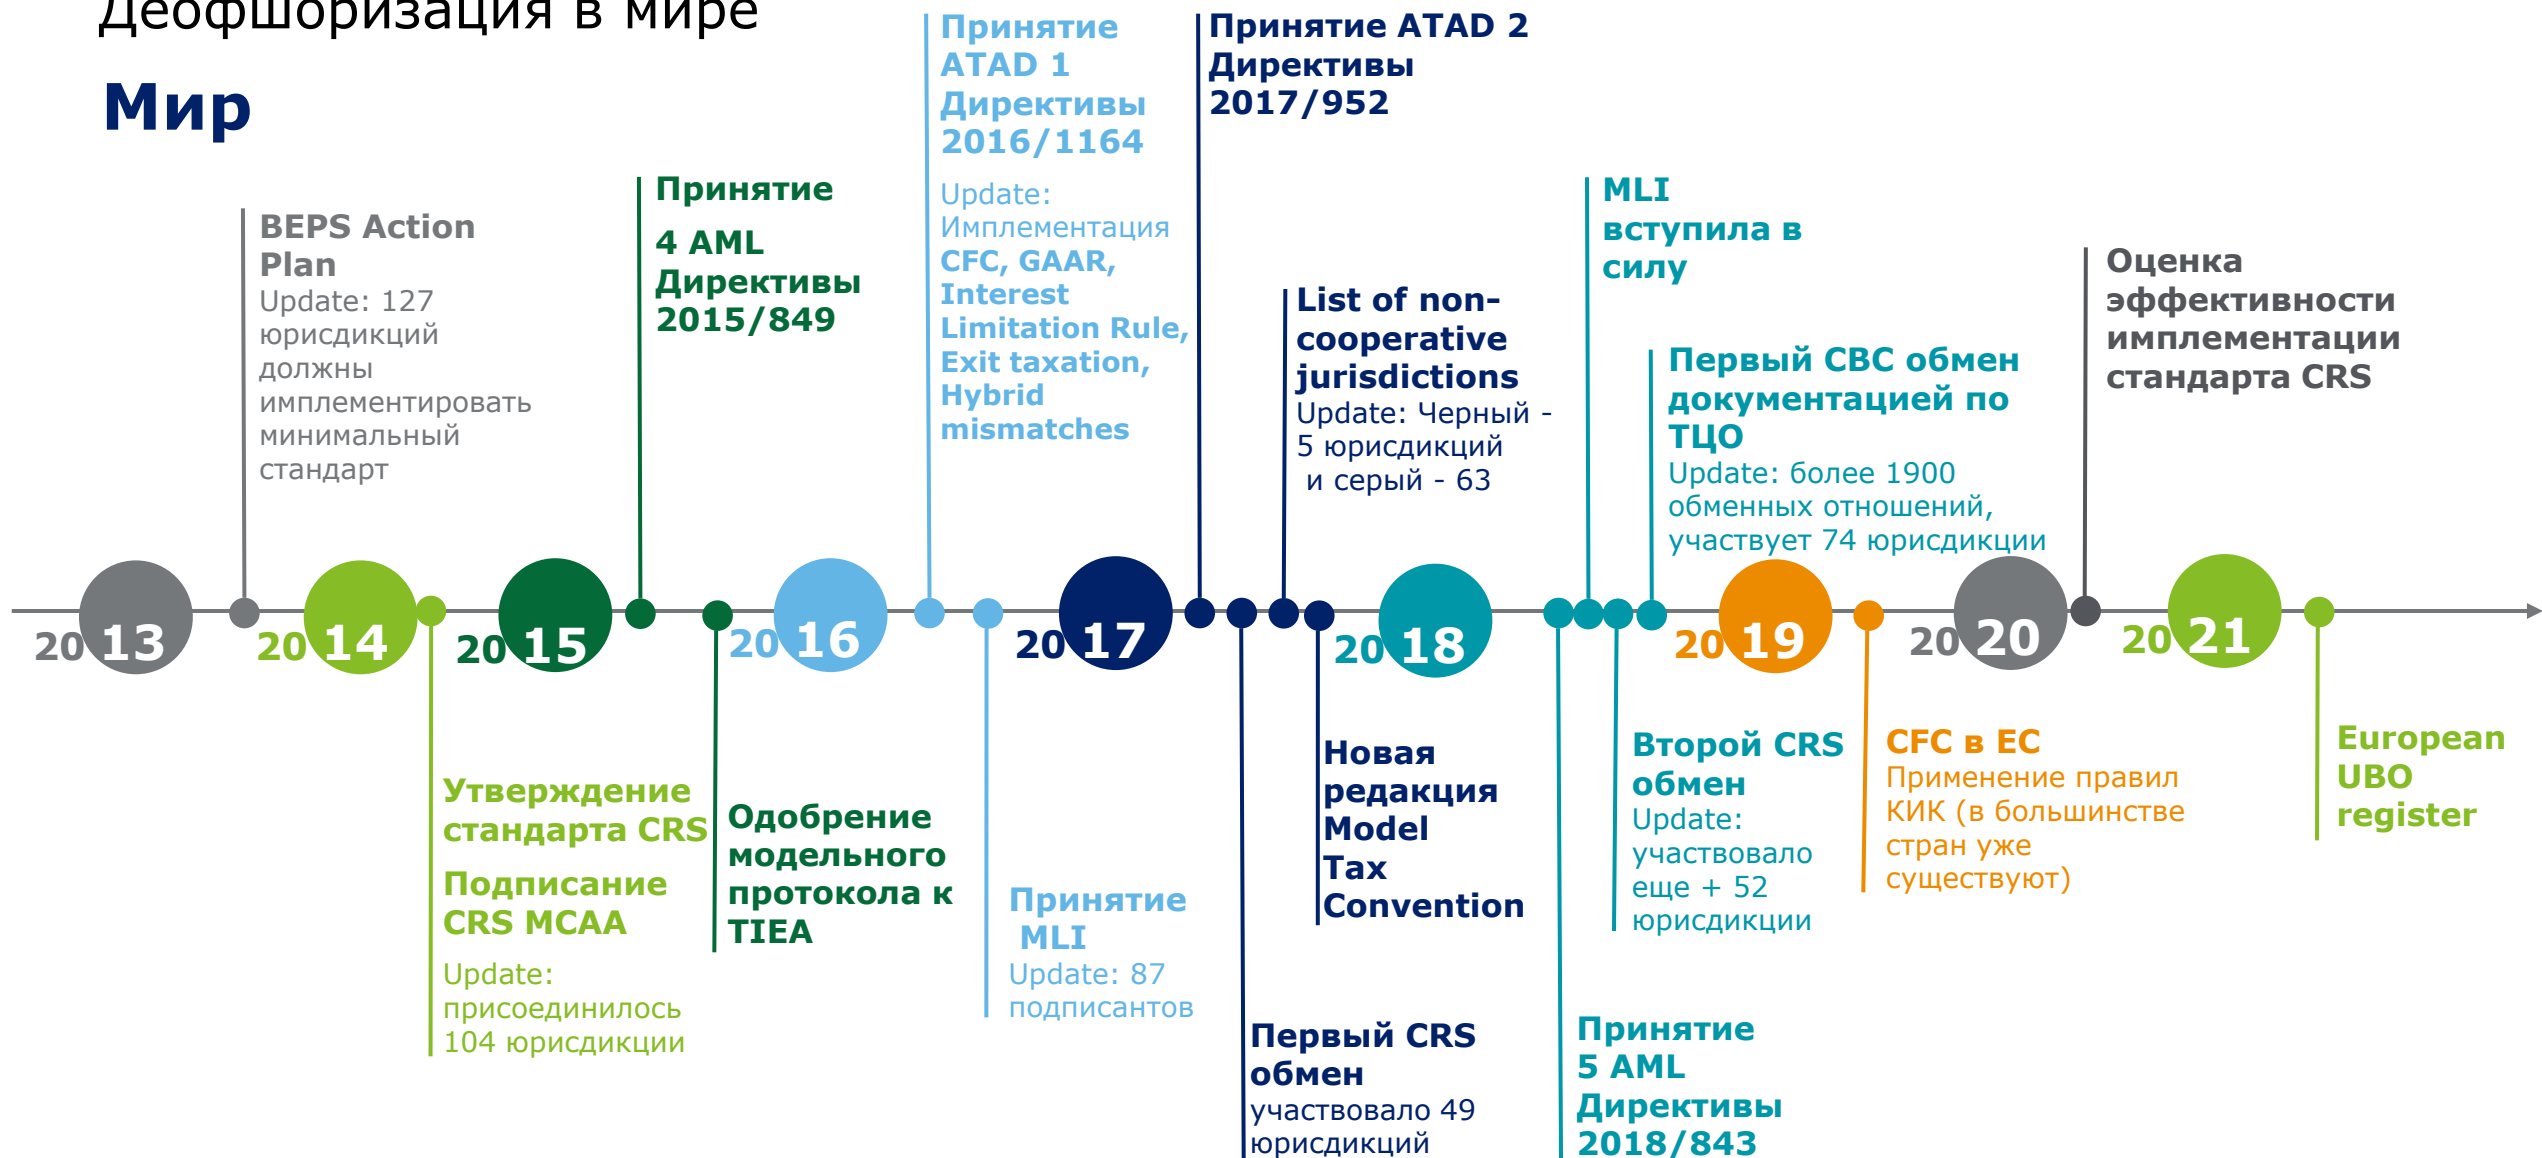 Деофшоризация в мире
Мир
BEPS Action
Plan
Update: 127
юрисдикций
должны
имплементировать
минимальный
стандарт
Принятие
4 AML
Директивы
2015/849
Принятие
ATAD 1
Директивы
2016/1164
Update:
Имплементация
CFC, GAAR,
Interest
Limitation Rule,
Exit taxation,
Hybrid
mismatches
Принятие ATAD 2
Директивы
2017/952
List of non-
cooperative
jurisdictions
Update: Черный -
5 юрисдикций
и серый - 63
MLI
вступила в
силу
Первый CBC обмен
документацией по
ТЦО
Update: более 1900
обменных отношений,
участвует 74 юрисдикции
Оценка
эффективности
имплементации
стандарта CRS
2013
2014
2015
2016
2017
2018
2019
2020
2021
Утверждение
стандарта CRS
Подписание
CRS MCAA
Update:
присоединилось
104 юрисдикции
Одобрение
модельного
протокола к
TIEA
Принятие
MLI
Update: 87
подписантов
Первый CRS
обмен
участвовало 49
юрисдикций
Новая
редакция
Model
Tax
Convention
Принятие
5 AML
Директивы
2018/843
Второй CRS
обмен
Update:
участвовало
еще + 52
юрисдикции
CFC в ЕС
Применение правил
КИК (в большинстве
стран уже
существуют)
European
UBO
register